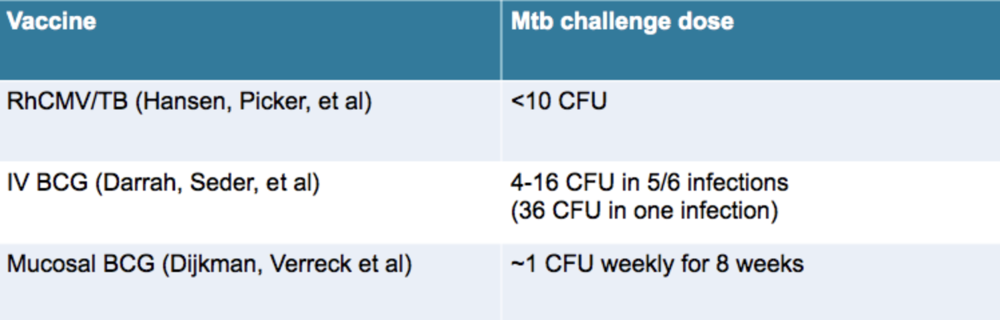 Vaccine
Mtb challenge dose
RhCMV/TB (Hansen, Picker, et al)
<10 CFU
IV BCG (Darrah, Seder, et al)
4-16 CFU in 5/6 infections
(36 CFU in one infection)
Mucosal BCG (Dijkman, Verreck et al)
~1 CFU weekly for 8 weeks